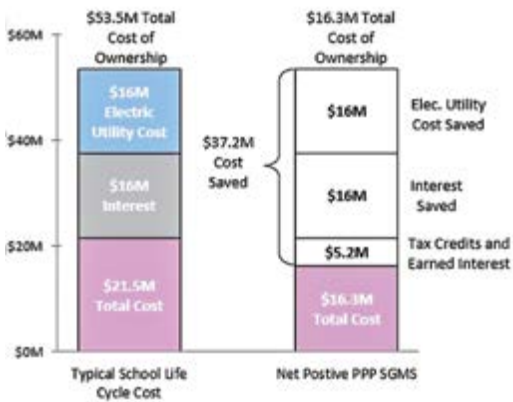 $53.5M Total
Cost of
Ownership
$16.3M Total
Cost of
Ownership
$60M
$40M
$20M
$0M
$16M
Electric
Utility Cost
$16M
Interest
$21.5M
Total Cost
$37.2M
Cost
Saved
$16M
$16M
$5.2M
$16.3M
Total Cost
Elec. Utility
Cost Saved
Interest
Saved
Tax Credits and
Earned Interest
Typical School Life
Cycle Cost
Net Postive PPP SGMS